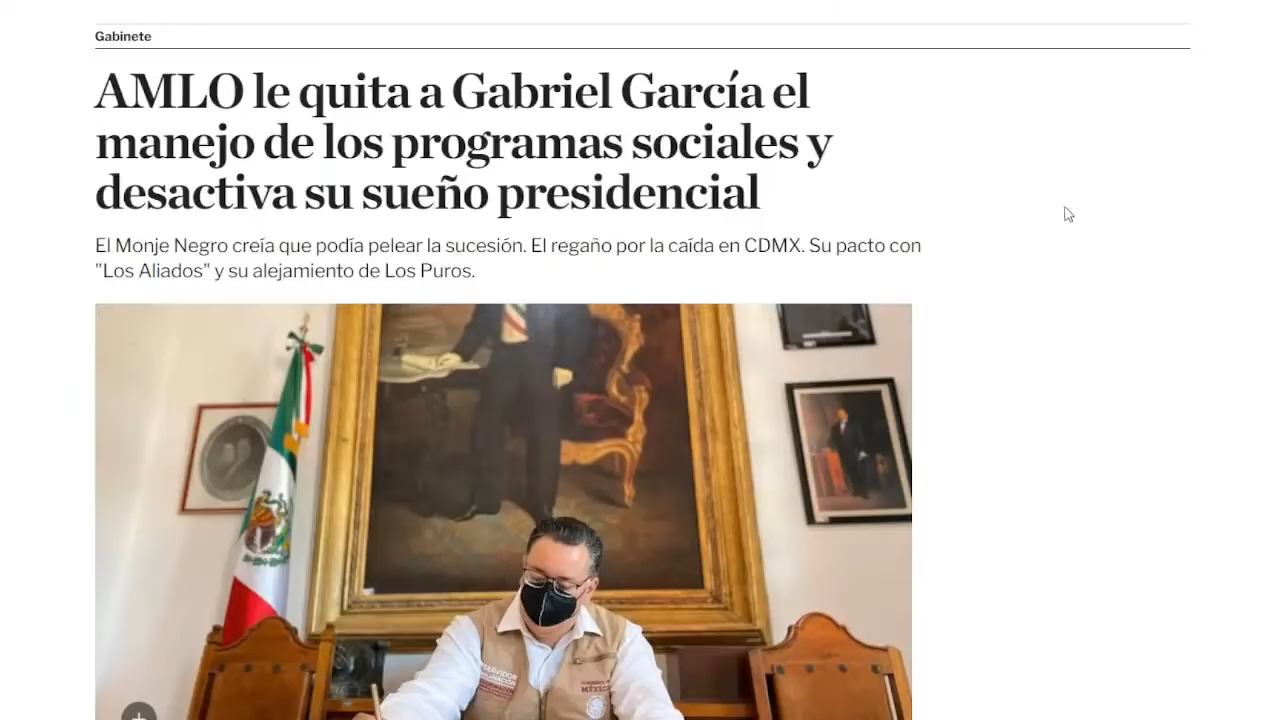 Gabinete
AMLO le quita a Gabriel García el
manejo de los programas sociales y
desactiva su sueño presidencial
El Monje Negro creía que podía pelear la sucesión. El regaño por la caída en CDMX. Su pacto con
"Los Aliados" y su alejamiento de Los Puros.
MÉXICO